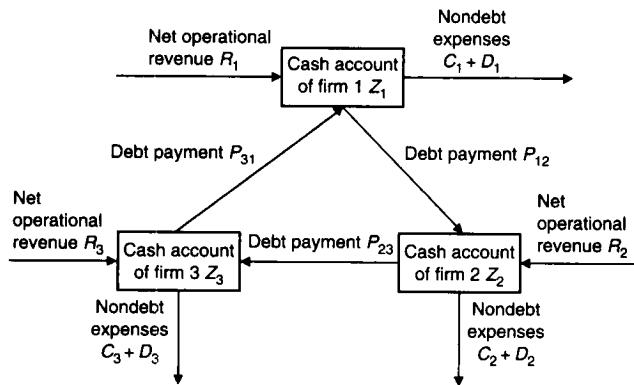 Net operational
revenue R₁
Cash account
of firm 1 Z₁
Nondebt
expenses
C₁ + D₁
Debt payment P₃₁
Debt payment P₁₂
Net
operational
revenue R₃
Cash account
of firm 3 Z₃
Debt payment P₂₃
Cash account
of firm 2 Z₂
Net
operational
revenue R₂
Nondebt
expenses
C₃ + D₃
Nondebt
expenses
C₂ + D₂